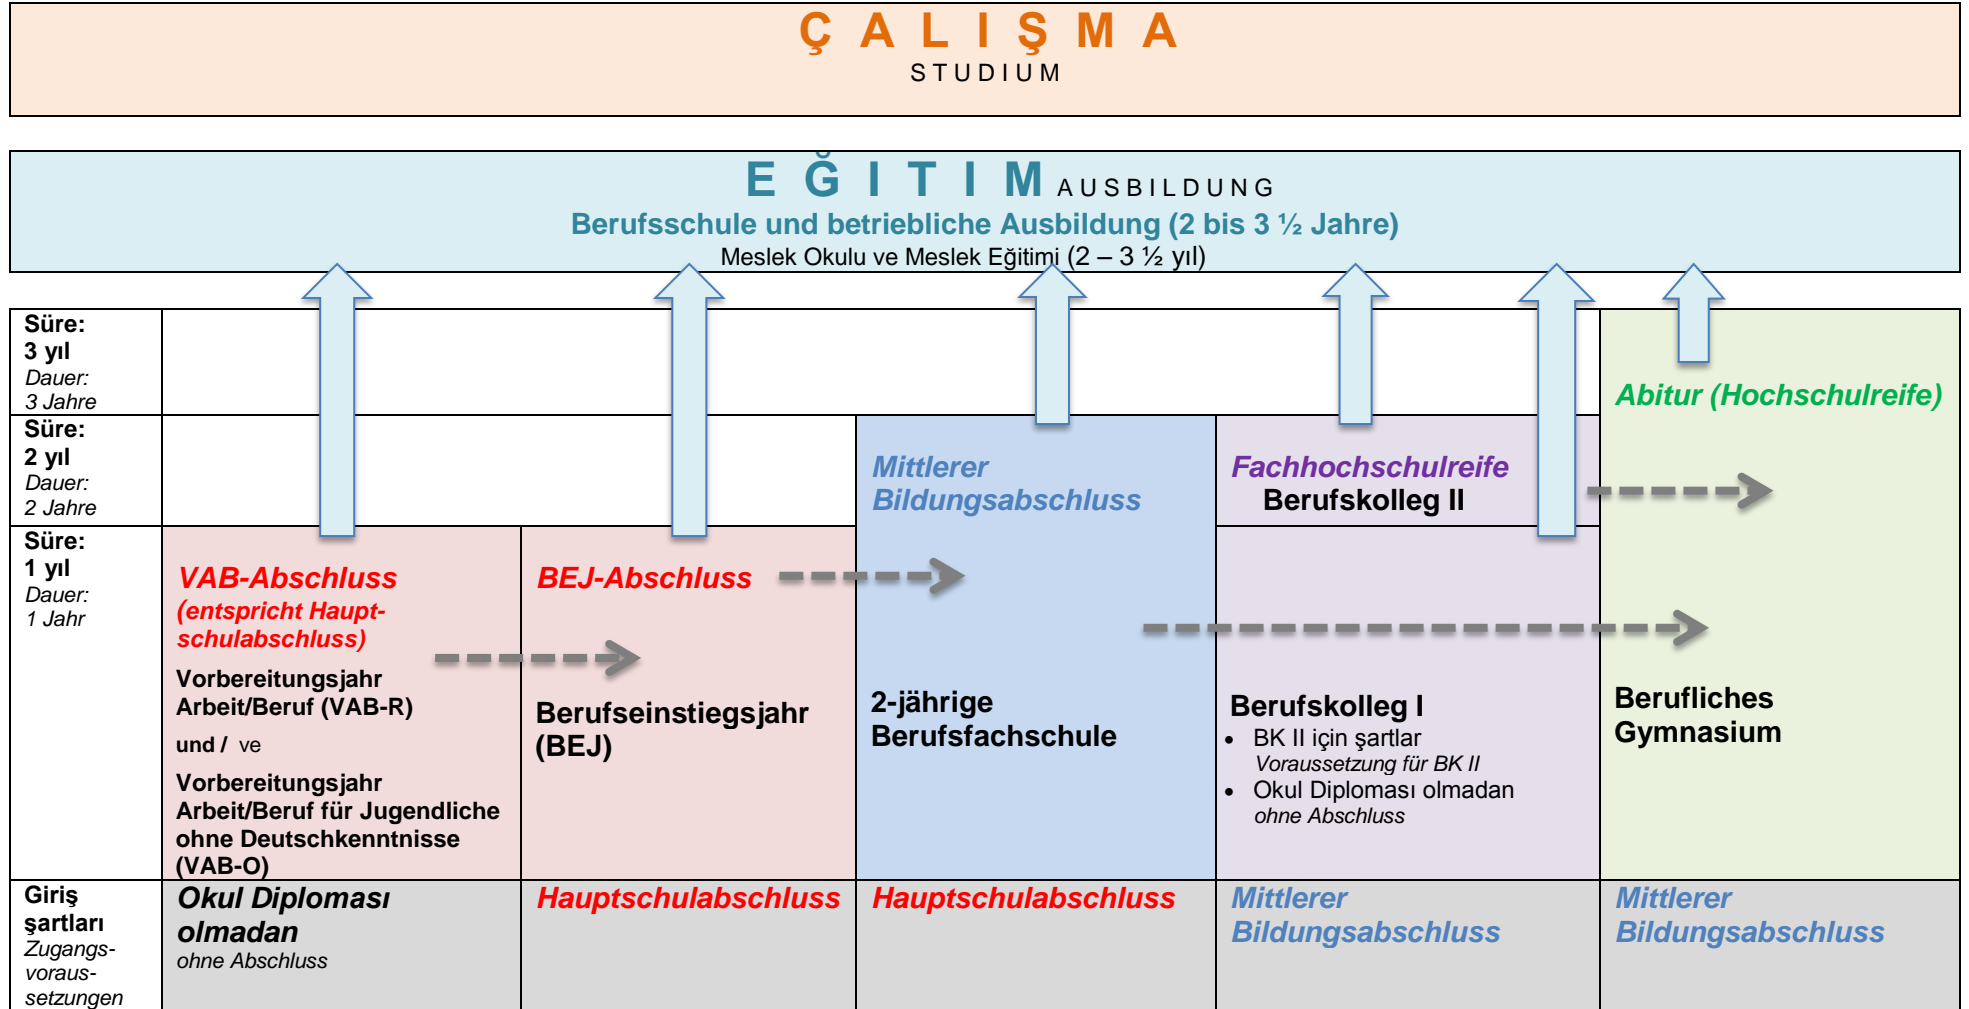 Ç A L I Ş M A
S T U D I U M
E Ğ I T I M A U S B I L D U N G
Berufsschule und betriebliche Ausbildung (2 bis 3 ½ Jahre)
Meslek Okulu ve Meslek Eğitimi (2 – 3 ½ yıl)
Süre:
3 yıl
Dauer:
3 Jahre
Abitur (Hochschulreife)
Süre:
2 yıl
Dauer:
2 Jahre
Mittlerer
Bildungsabschluss
Fachhochschulreife
Berufskolleg II
Süre:
1 yıl
Dauer:
1 Jahr
VAB-Abschluss
(entspricht Haupt-
schulabschluss)
Vorbereitungsjahr
Arbeit/Beruf (VAB-R)
und / ve
Vorbereitungsjahr
Arbeit/Beruf für Jugendliche
ohne Deutschkenntnisse
(VAB-O)
BEJ-Abschluss
Berufseinstiegsjahr
(BEJ)
2-jährige
Berufsfachschule
Berufskolleg I
• BK II için şartlar
Voraussetzung für BK II
• Okul Diploması olmadan
ohne Abschluss
Berufliches
Gymnasium
Giriş
şartları
Zugangs-
voraus-
setzungen
Okul Diploması
olmadan
ohne Abschluss
Hauptschulabschluss
Hauptschulabschluss
Mittlerer
Bildungsabschluss
Mittlerer
Bildungsabschluss